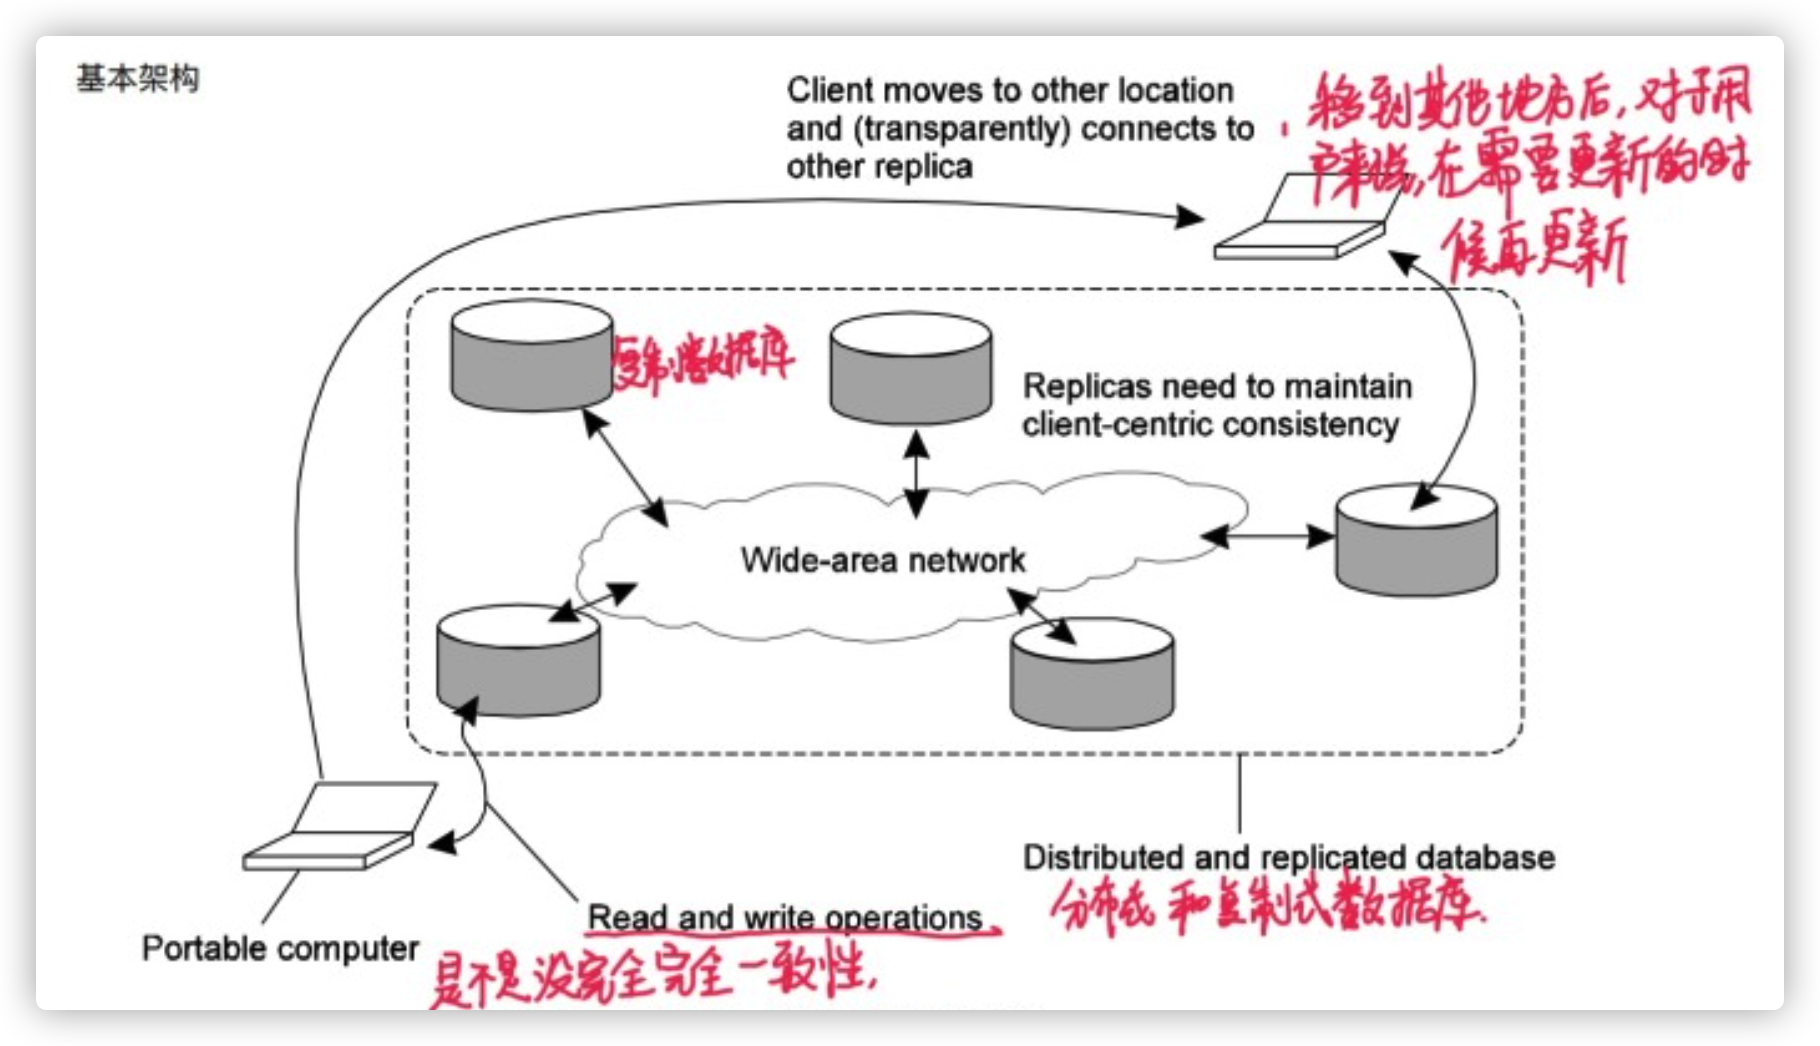 基本架构
Client moves to other location
and (transparently) connects to
other replica
移到其他地方后,对于用
户来说,在需要更新的时
候再更新
复制数据库
Replicas need to maintain
client-centric consistency
Wide-area network
Distributed and replicated database
分布式和复制式数据库.
Read and write operations
Portable computer
是不是没完全完全一致性,